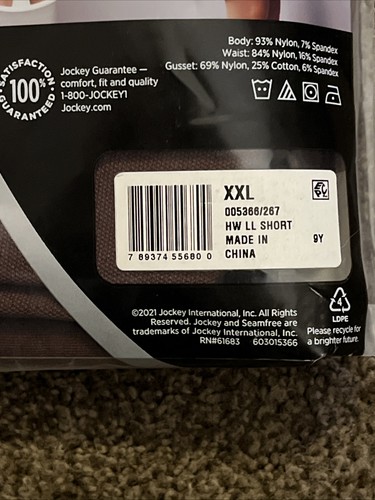 Body: 93% Nylon, 7% Spandex
Waist: 84% Nylon, 16% Spandex
Gusset: 69% Nylon, 25% Cotton, 6% Spandex
SATISFACTION
100%
GUARANTEED
Jockey Guarantee —
comfort, fit and quality
1-800-JOCKEY1
Jockey.com
XXL
005366/267
HW LL SHORT
MADE IN
CHINA
9Y
7 89374 55680 0
©2021 Jockey International, Inc. All Rights
Reserved. Jockey and Seamfree are
trademarks of Jockey International, Inc.
RN#61683 603015366
4
LDPE
Please recycle for
a brighter future.